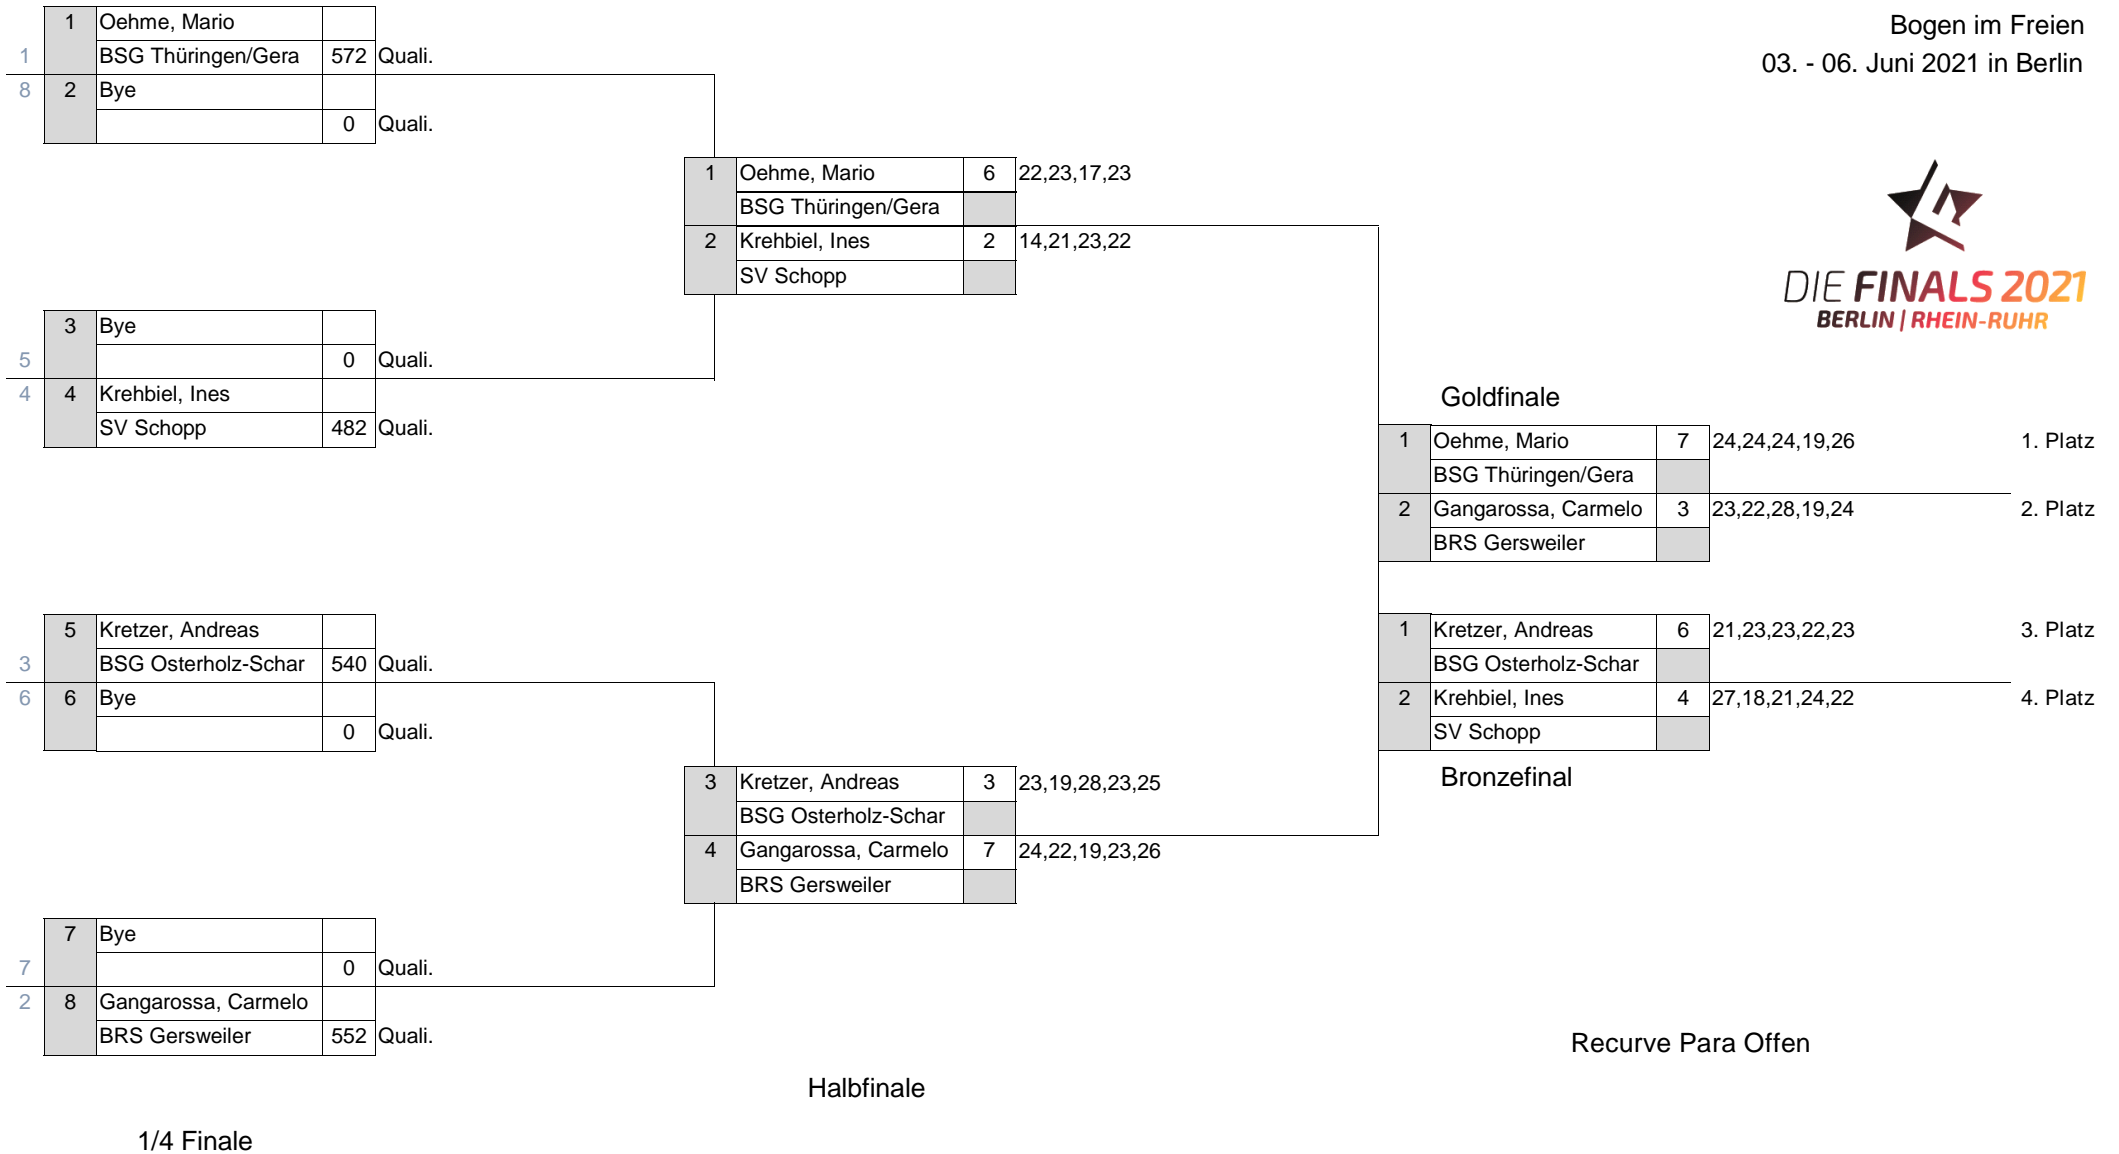 Bogen im Freien
03. - 06. Juni 2021 in Berlin
DIE FINALS 2021
BERLIN | RHEIN-RUHR
1 Oehme, Mario
1 BSG Thüringen/Gera 572 Quali.
8 2 Bye
0 Quali.
3 Bye
5 0 Quali.
4 4 Krehbiel, Ines
SV Schopp 482 Quali.
5 Kretzer, Andreas
3 BSG Osterholz-Schar 540 Quali.
6 6 Bye
0 Quali.
7 Bye
7 0 Quali.
2 8 Gangarossa, Carmelo
BRS Gersweiler 552 Quali.
1/4 Finale
1 Oehme, Mario 6 22,23,17,23
BSG Thüringen/Gera
2 Krehbiel, Ines 2 14,21,23,22
SV Schopp
3 Kretzer, Andreas 3 23,19,28,23,25
BSG Osterholz-Schar
4 Gangarossa, Carmelo 7 24,22,19,23,26
BRS Gersweiler
Halbfinale
Goldfinale
1 Oehme, Mario 7 24,24,24,19,26 1. Platz
BSG Thüringen/Gera
2 Gangarossa, Carmelo 3 23,22,28,19,24 2. Platz
BRS Gersweiler
1 Kretzer, Andreas 6 21,23,23,22,23 3. Platz
BSG Osterholz-Schar
2 Krehbiel, Ines 4 27,18,21,24,22 4. Platz
SV Schopp
Bronzefinal
Recurve Para Offen